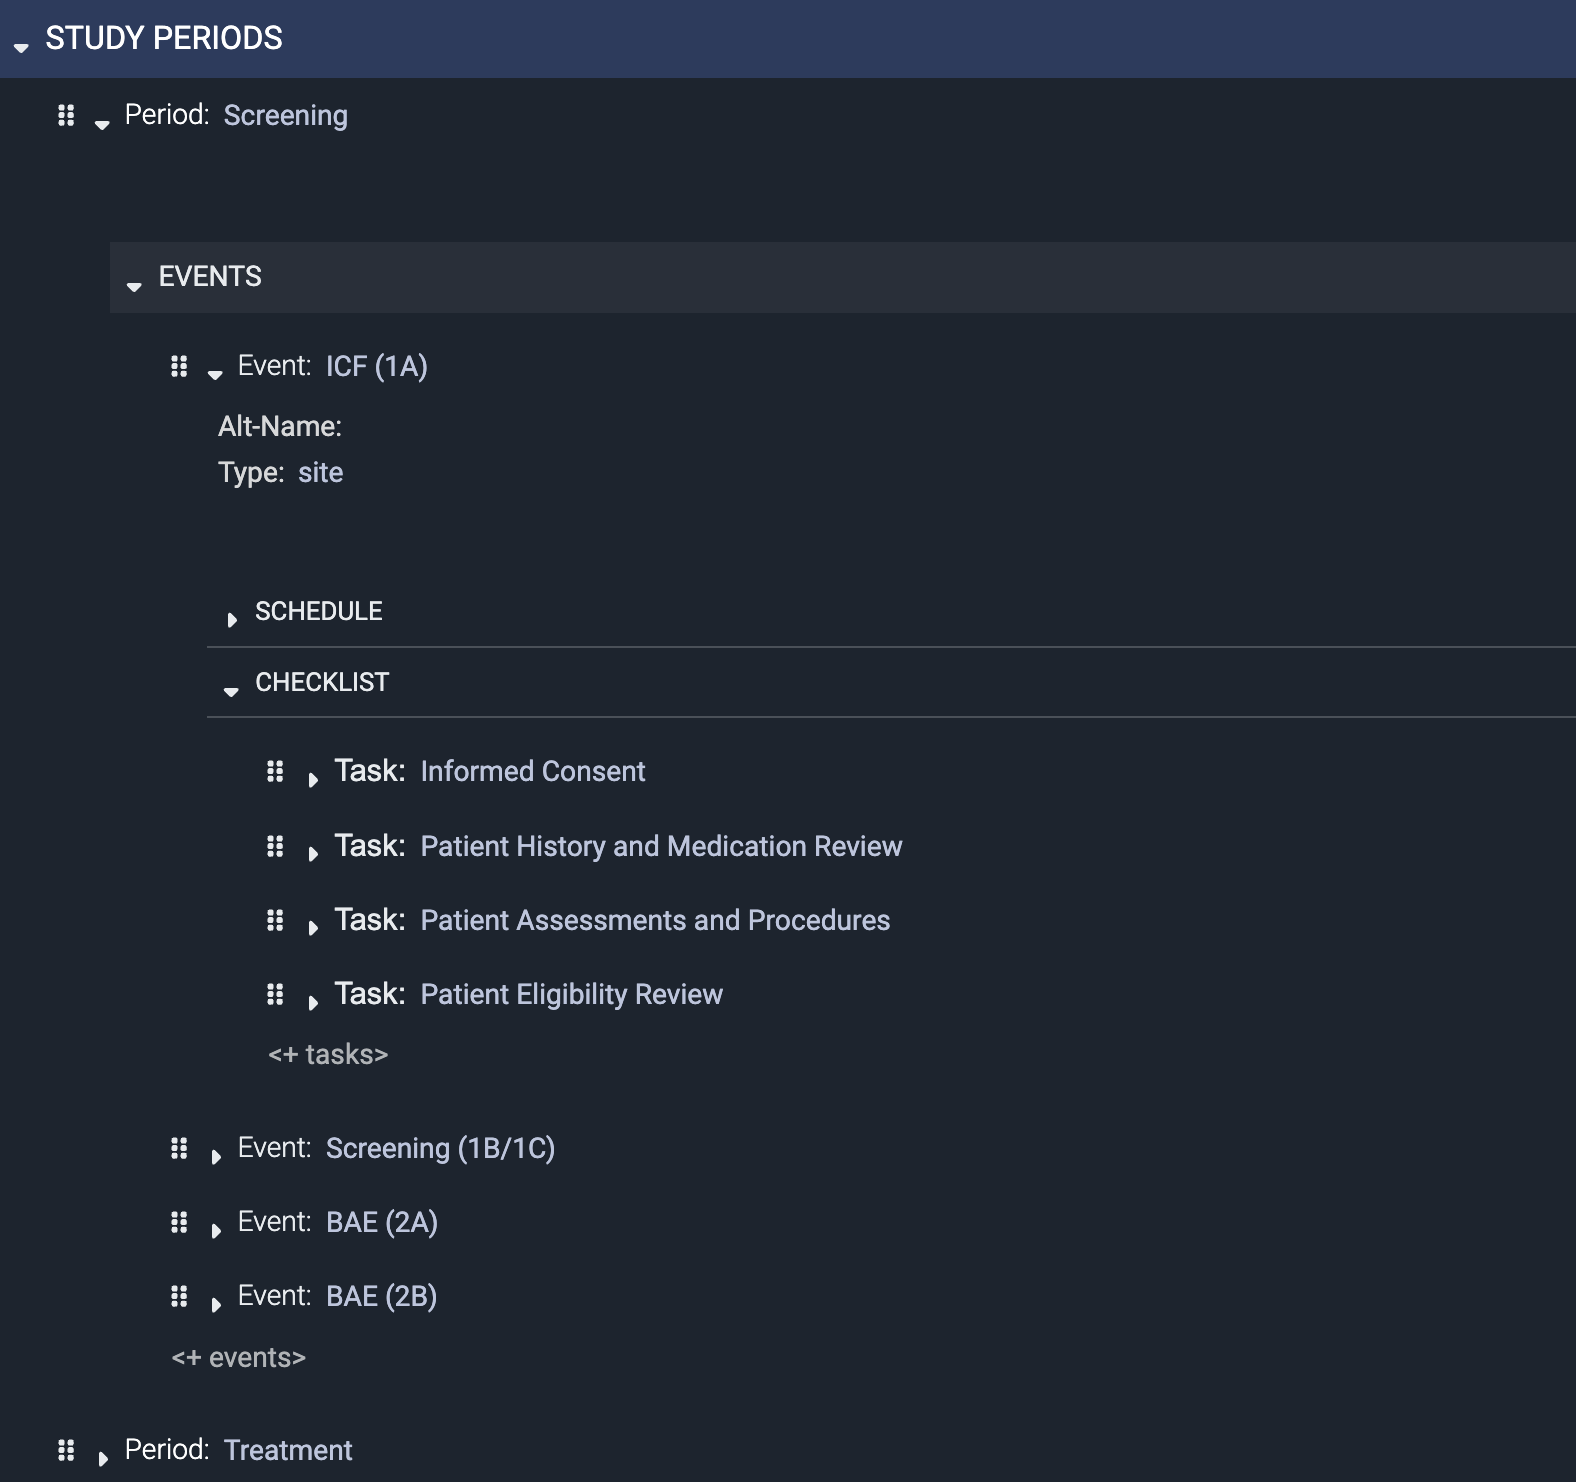 STUDY PERIODS
Period: Screening
EVENTS
Event: ICF (1A)
Alt-Name:
Type: site
SCHEDULE
CHECKLIST
Task: Informed Consent
Task: Patient History and Medication Review
Task: Patient Assessments and Procedures
Task: Patient Eligibility Review
<+ tasks>
Event: Screening (1B/1C)
Event: BAE (2A)
Event: BAE (2B)
<+ events>
Period: Treatment